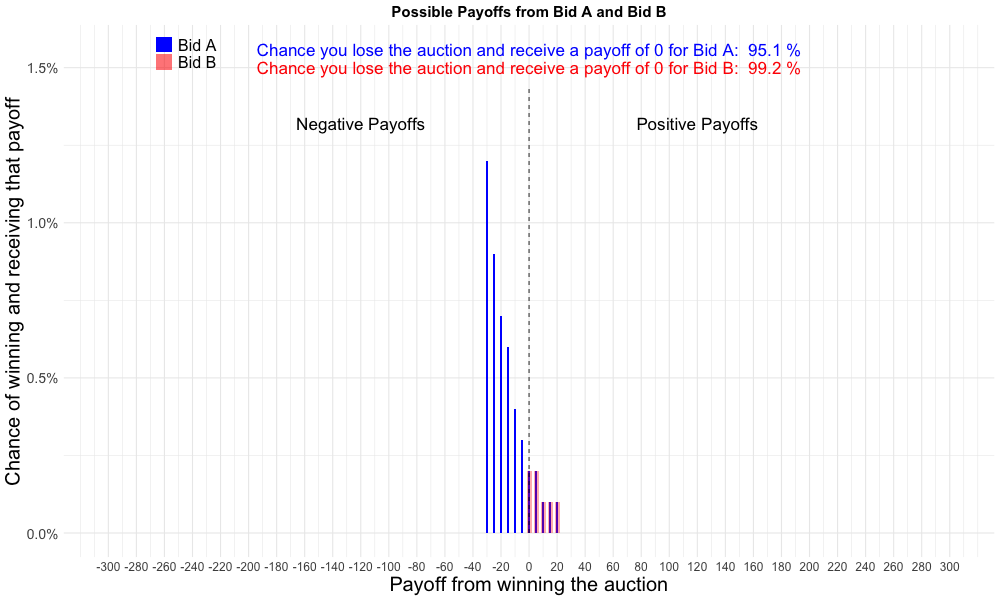 Possible Payoffs from Bid A and Bid B
Bid A
Bid B
Chance you lose the auction and receive a payoff of 0 for Bid A: 95.1 %
Chance you lose the auction and receive a payoff of 0 for Bid B: 99.2 %
Negative Payoffs
Positive Payoffs
Chance of winning and receiving that payoff
1.5%
1.0%
0.5%
0.0%
-300 -280 -260 -240 -220 -200 -180 -160 -140 -120 -100 -80 -60 -40 -20 0 20 40 60 80 100 120 140 160 180 200 220 240 260 280 300
Payoff from winning the auction